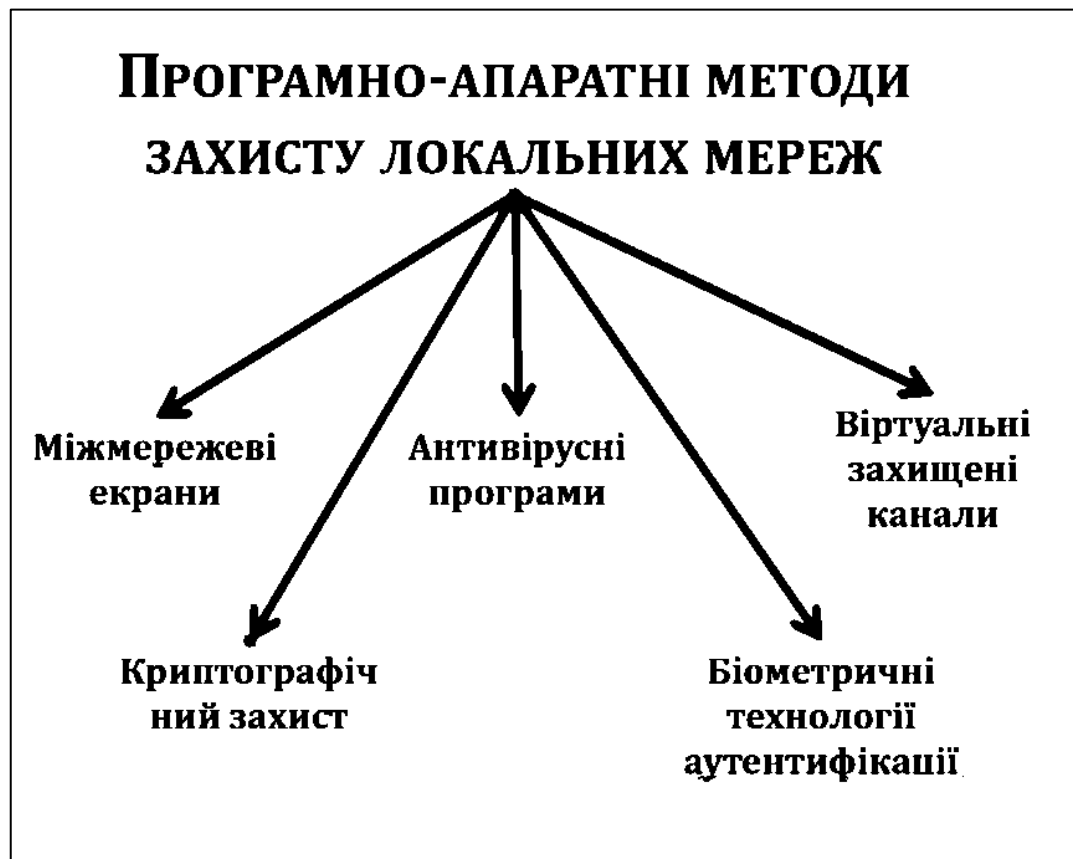 ПРОГРАМНО-АПАРАТНІ МЕТОДИ
ЗАХИСТУ ЛОКАЛЬНИХ МЕРЕЖ
Міжмережеві
екрани
Антивірусні
програми
Віртуальні
захищені
канали
Криптографіч
ний захист
Біометричні
технології
аутентифікації